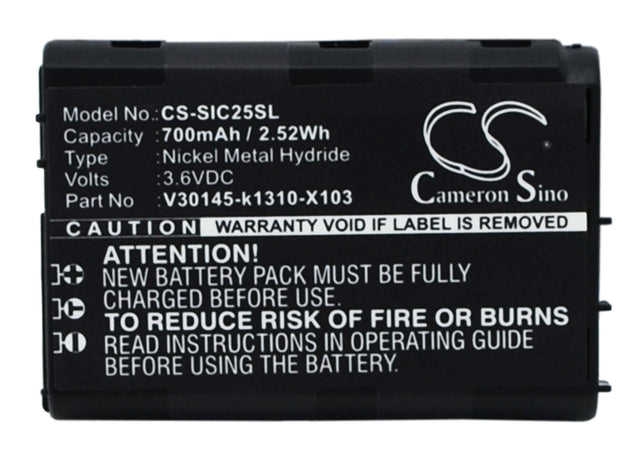 Model No.: CS-SIC25SL
Capacity : 700mAh / 2.52Wh
Type : Nickel Metal Hydride
Volts : 3.6VDC
Part No : V30145-k1310-X103
CS
Cameron Sino
CAUTION WARRANTY VOID IF LABEL IS REMOVED
ATTENTION!
NEW BATTERY PACK MUST BE FULLY
CHARGED BEFORE USE.
TO REDUCE RISK OF FIRE OR BURNS
READ INSTRUCTION IN OPERATING GUIDE
BEFORE USING THE BATTERY.